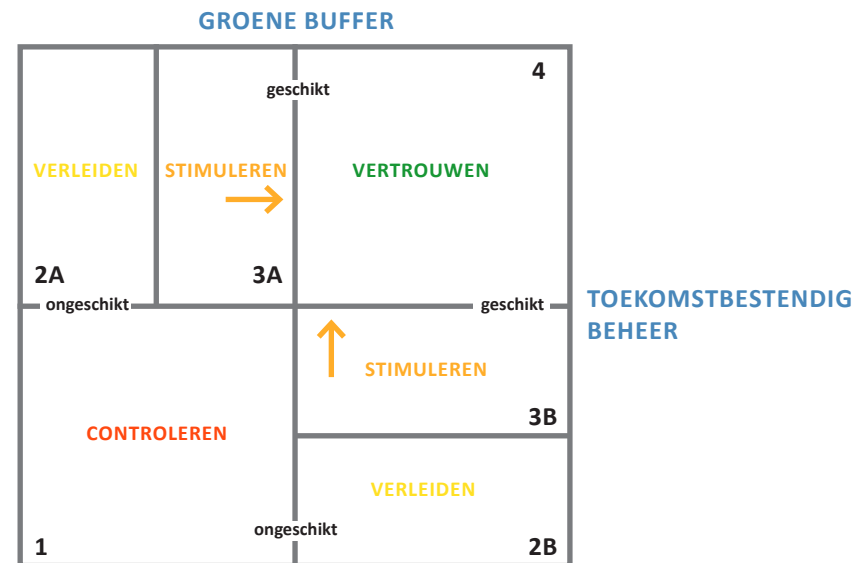 GROENE BUFFER
4
geschikt
VERLEIDEN
STIMULEREN
VERTROUWEN
2A
3A
ongeschikt
geschikt
TOEKOMSTBESTENDIG
BEHEER
STIMULEREN
3B
CONTROLEREN
VERLEIDEN
ongeschikt
1
2B